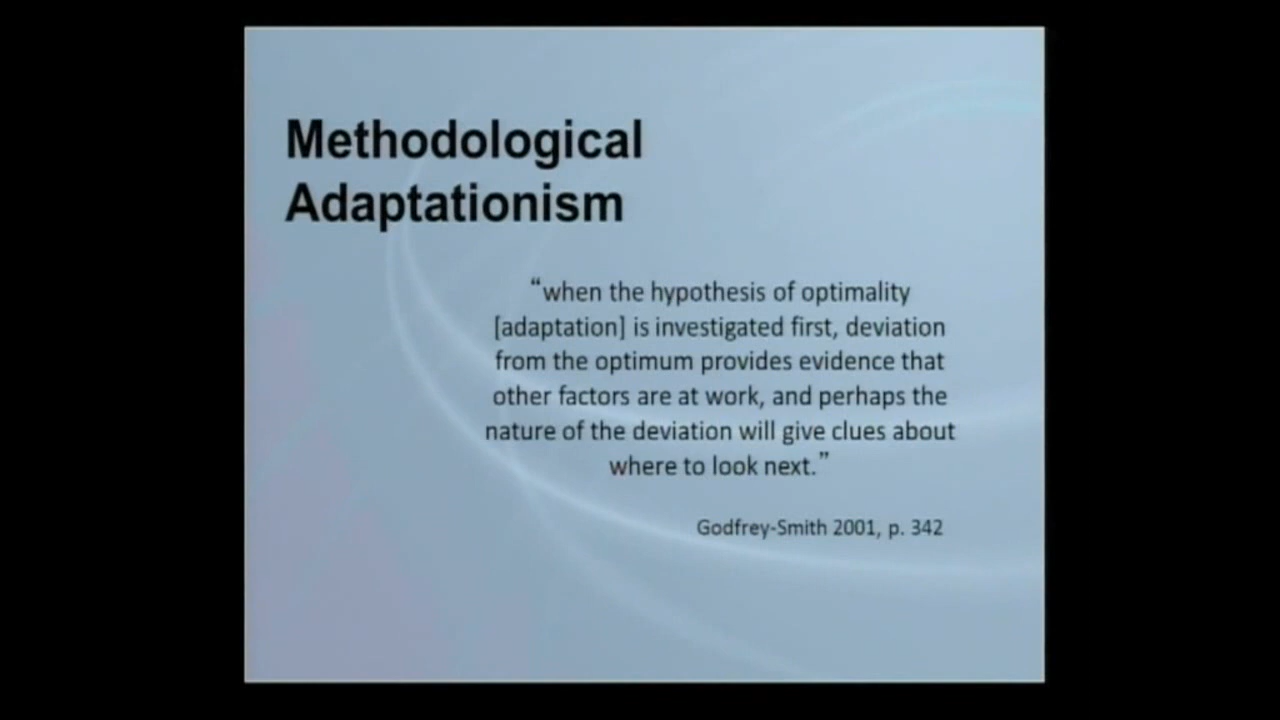 Methodological
Adaptationism
“when the hypothesis of optimality
[adaptation] is investigated first, deviation
from the optimum provides evidence that
other factors are at work, and perhaps the
nature of the deviation will give clues about
where to look next.”
Godfrey-Smith 2001, p. 342